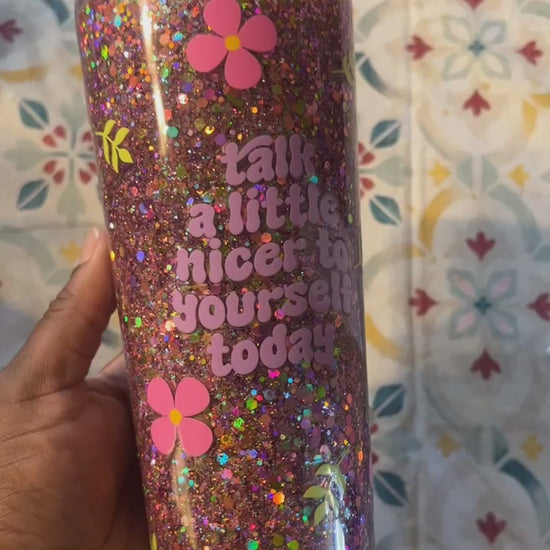 talk
a little
nicer to
yourself
today